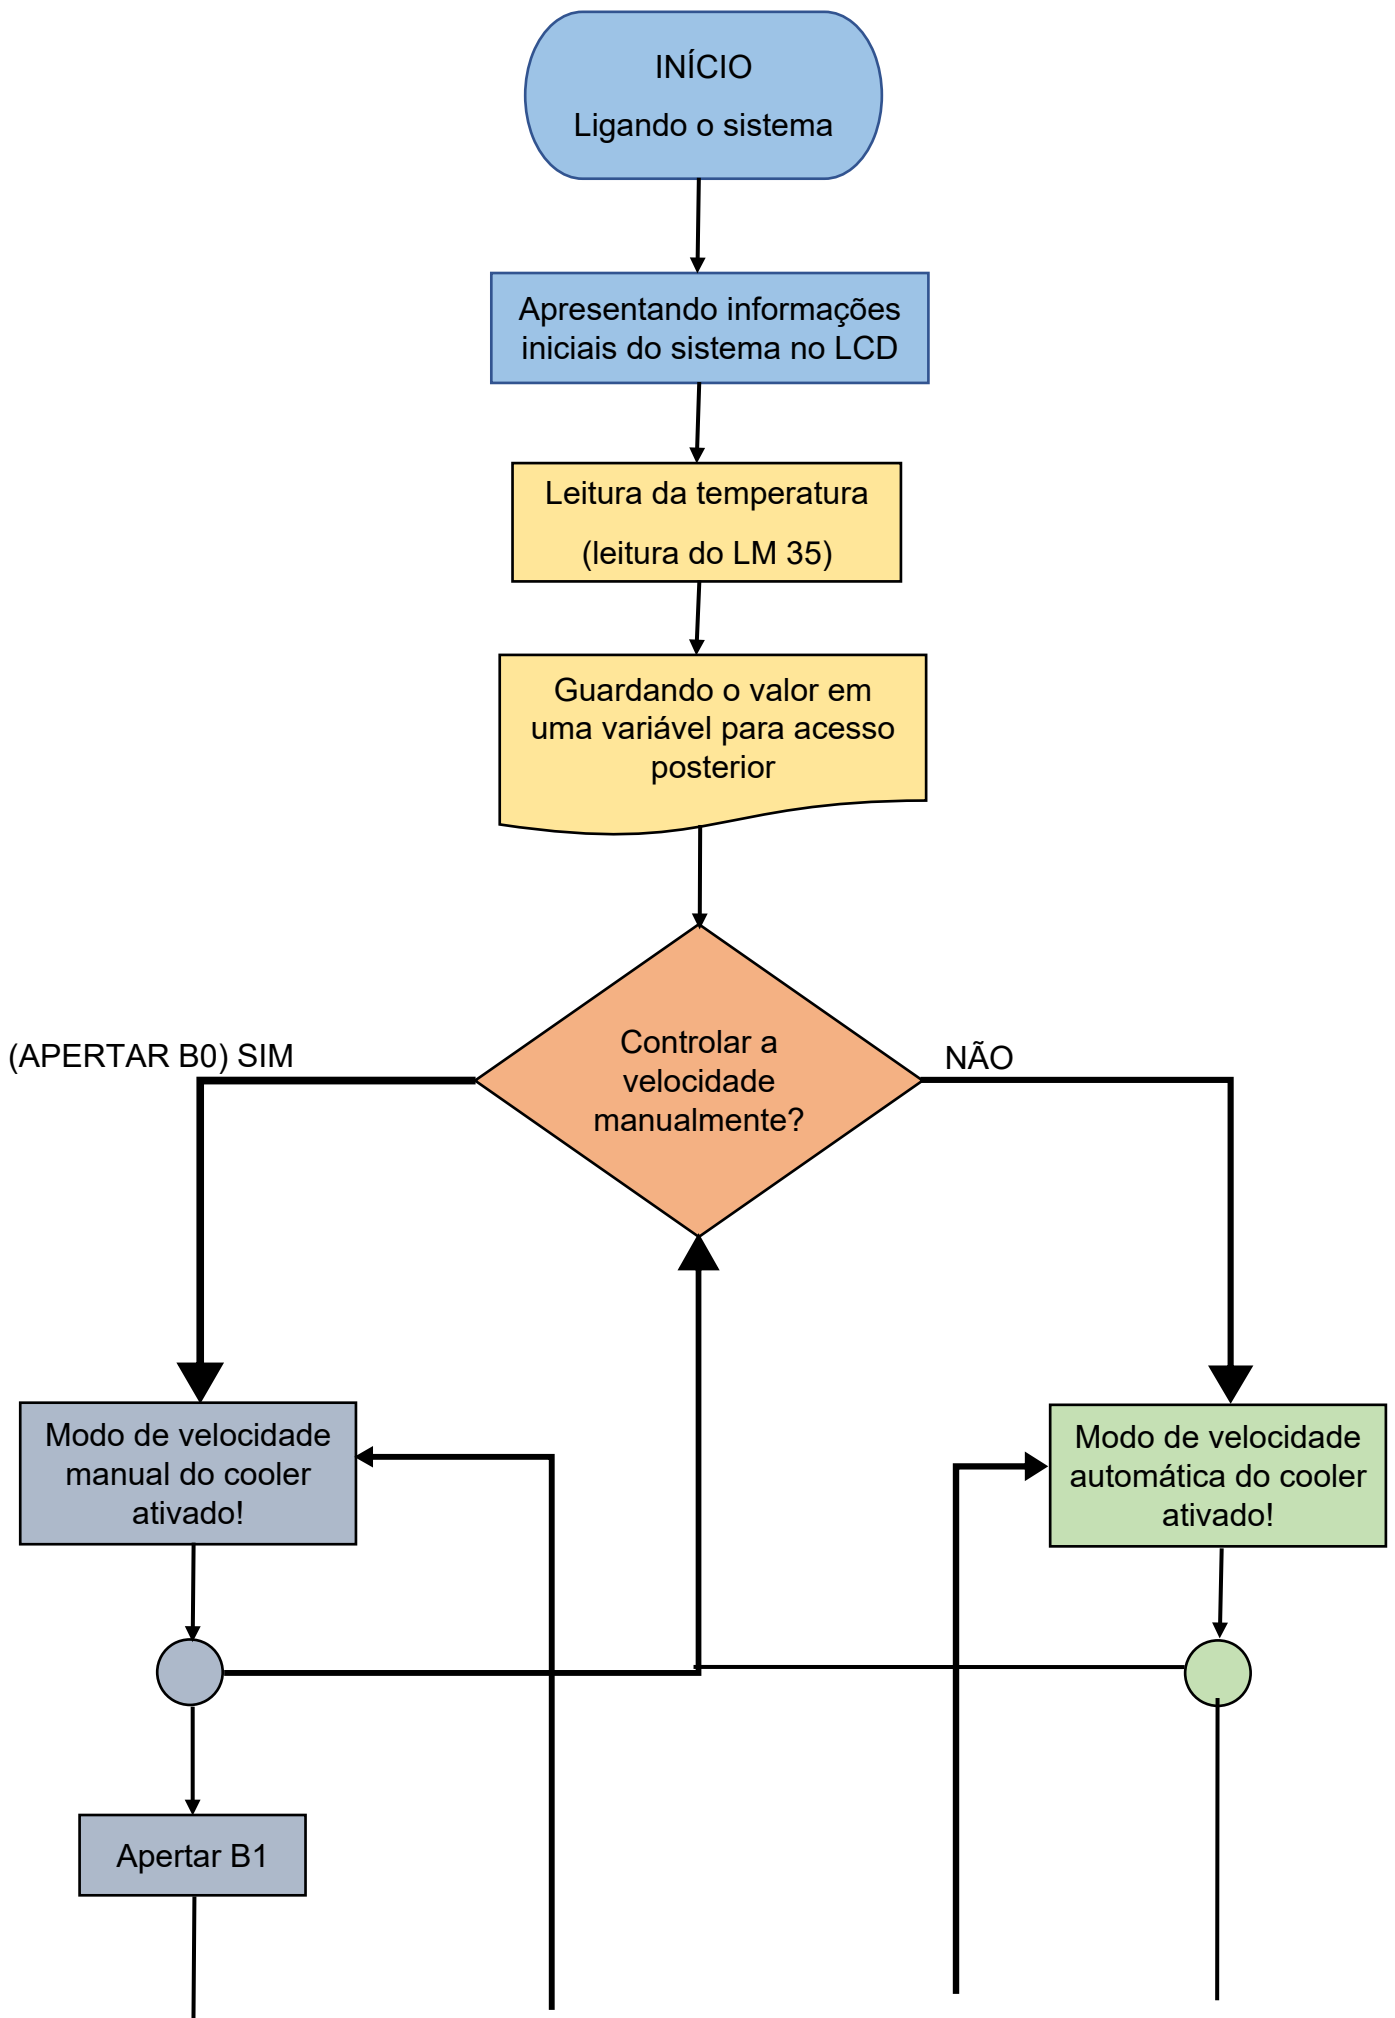 INÍCIO
Ligando o sistema
Apresentando informações
iniciais do sistema no LCD
Leitura da temperatura
(leitura do LM 35)
Guardando o valor em
uma variável para acesso
posterior
Controlar a
velocidade
manualmente?
(APERTAR B0) SIM
NÃO
Modo de velocidade
manual do cooler
ativado!
Modo de velocidade
automática do cooler
ativado!
Apertar B1